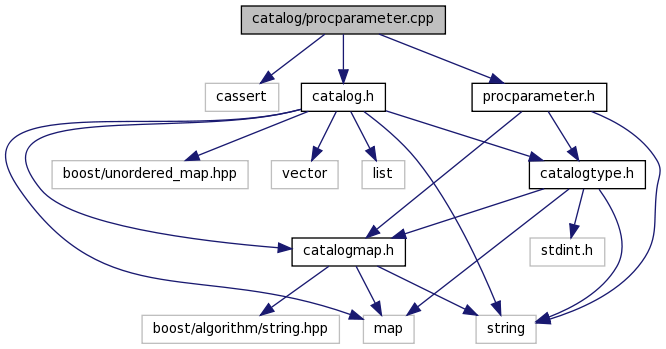 catalog/procparameter.cpp
cassert
catalog.h
procparameter.h
boost/unordered_map.hpp
vector
list
catalogtype.h
catalogmap.h
stdint.h
boost/algorithm/string.hpp
map
string